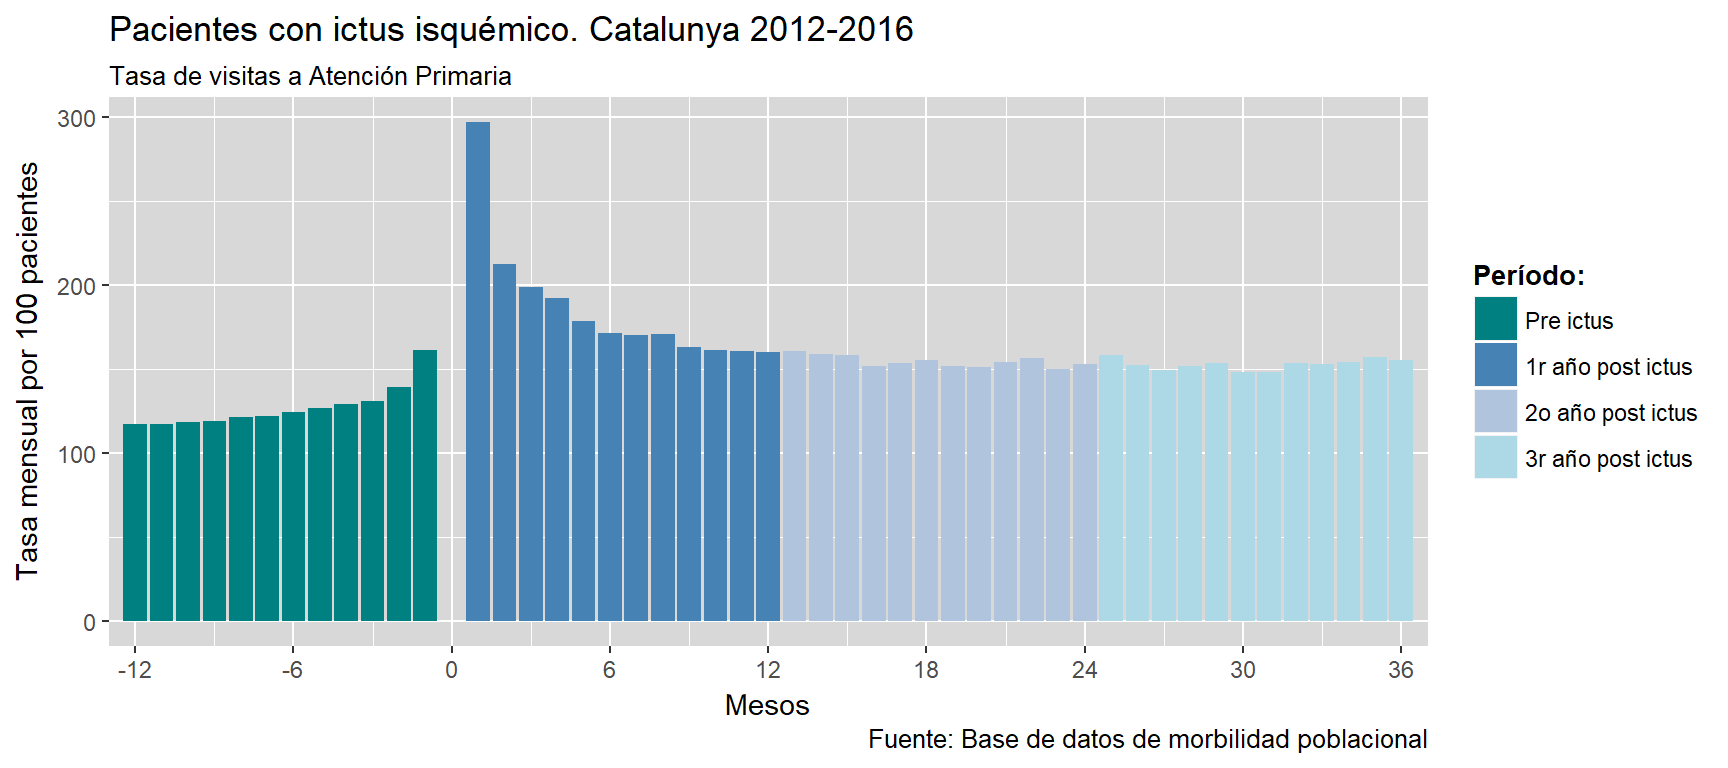 Pacientes con ictus isquémico. Catalunya 2012-2016
Tasa de visitas a Atención Primaria
Tasa mensual por 100 pacientes
300
200
100
0
-12
-6
0
6
12
18
24
30
36
Mesos
Período:
Pre ictus
1r año post ictus
2o año post ictus
3r año post ictus
Fuente: Base de datos de morbilidad poblacional